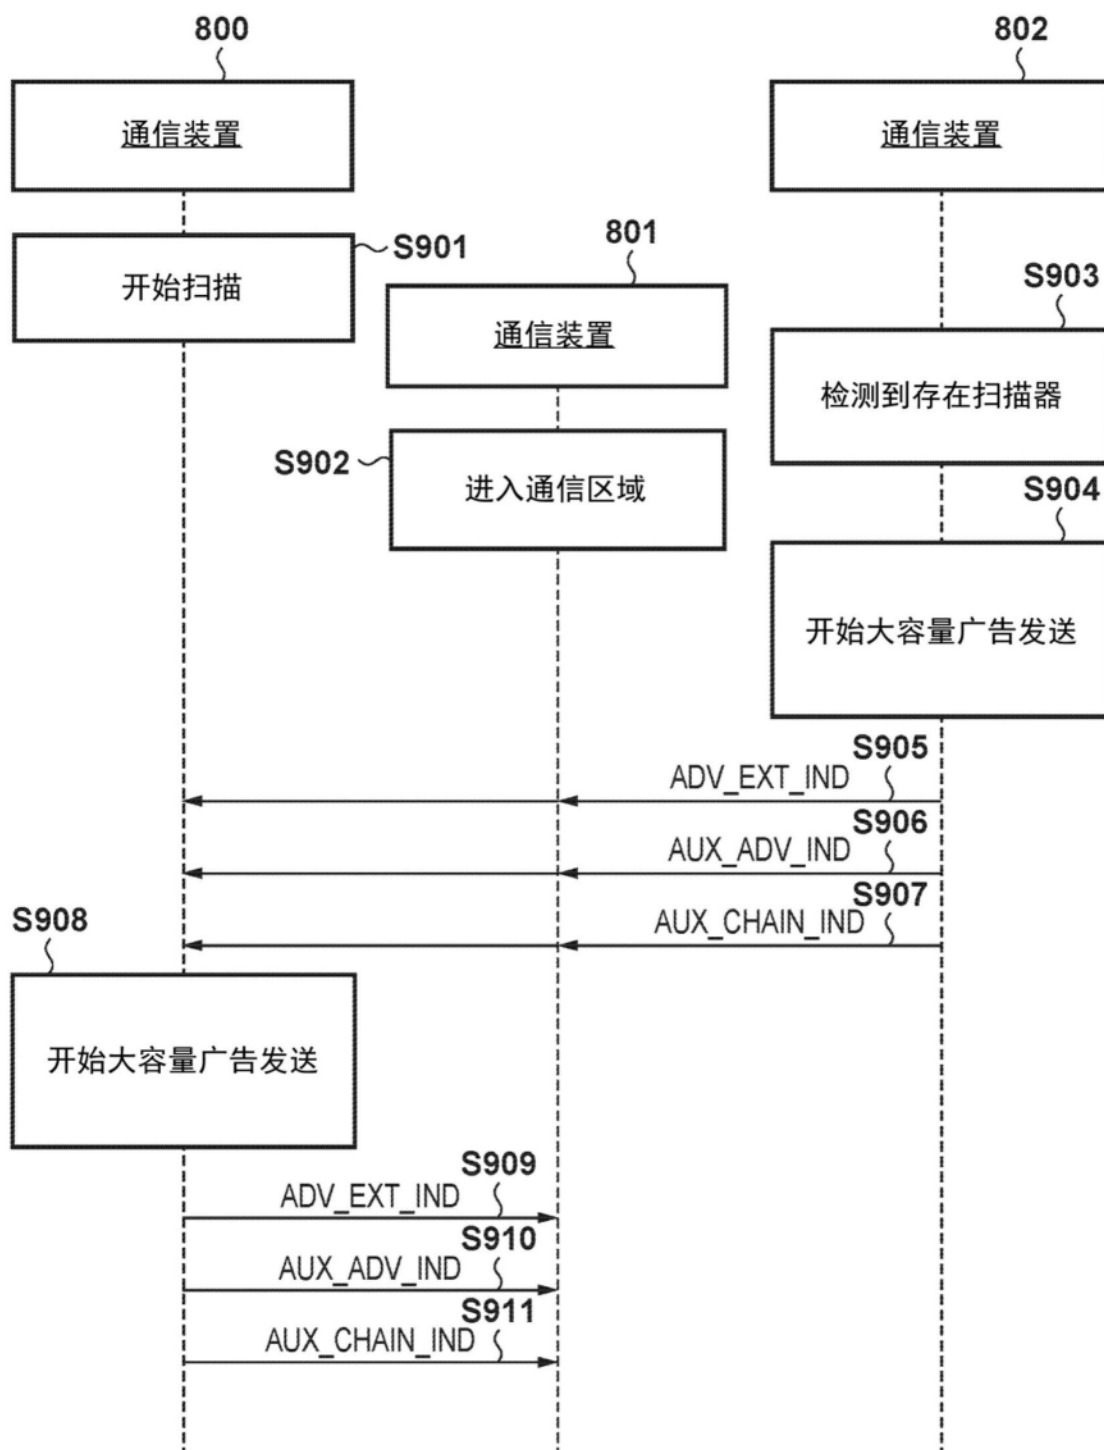 800
802
通信装置
通信装置
S901
801
开始扫描
S903
通信装置
检测到存在扫描器
S902
进入通信区域
S904
开始大容量广告发送
S905
ADV_EXT_IND
S906
AUX_ADV_IND
S907
AUX_CHAIN_IND
S908
开始大容量广告发送
S909
ADV_EXT_IND
S910
AUX_ADV_IND
S911
AUX_CHAIN_IND